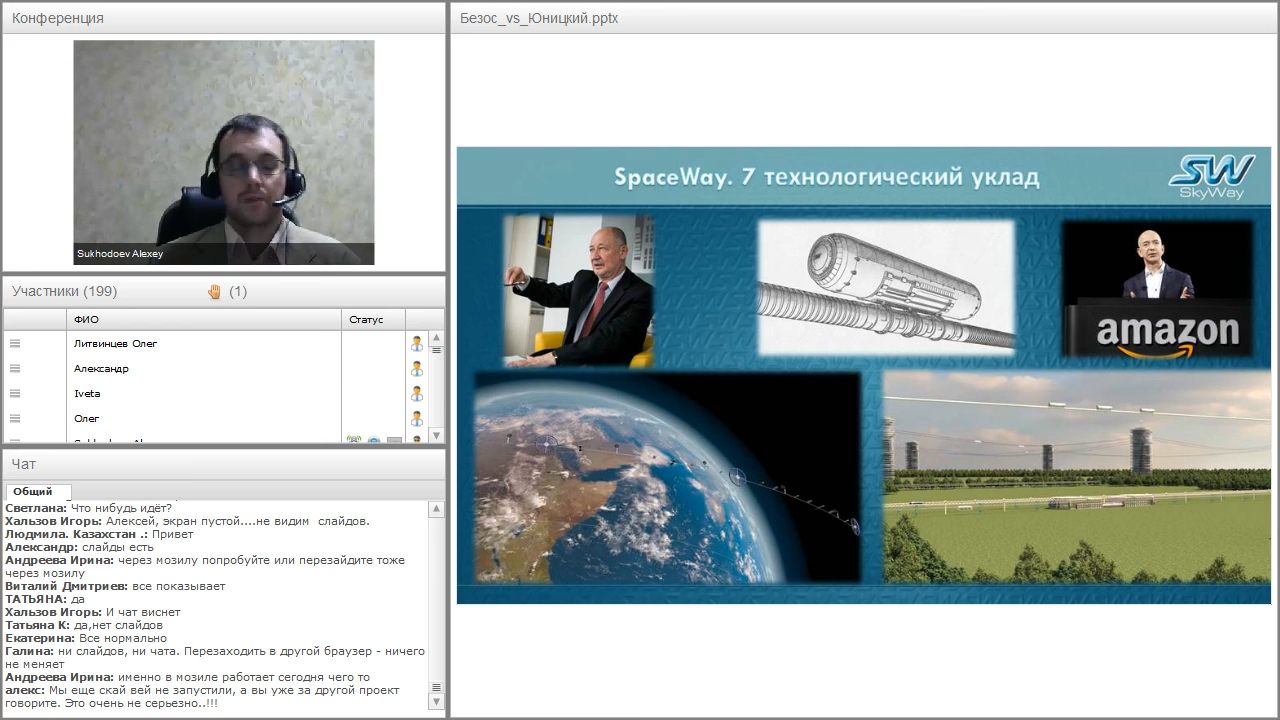 Конференция
Sukhodoev Alexey
Участники (199)
(1)
ФИО
Статус
Литвинцев Олег
Александр
Iveta
Олег
Чат
Общий
Светлана: Что нибудь идёт?
Хальзов Игорь: Алексей, экран пустой....не видим слайдов.
Людмила. Казахстан .: Привет
Александр: слайды есть
Андреева Ирина: через мозилу попробуйте или перезайдите тоже
через мозилу
Виталий Дмитриев: все показывает
ТАТЬЯНА: да
Хальзов Игорь: И чат виснет
Татьяна К: да,нет слайдов
Екатерина: Все нормально
Галина: ни слайдов, ни чата. Перезаходить в другой браузер - ничего
не меняет
Андреева Ирина: именно в мозиле работает сегодня чего то
алекс: Мы еще скай вей не запустили, а вы уже за другой проект
говорите. Это очень не серьезно..!!!
Безос_vs_Юницкий.pptx
SpaceWay. 7 технологический уклад
SW
SkyWay
amazon